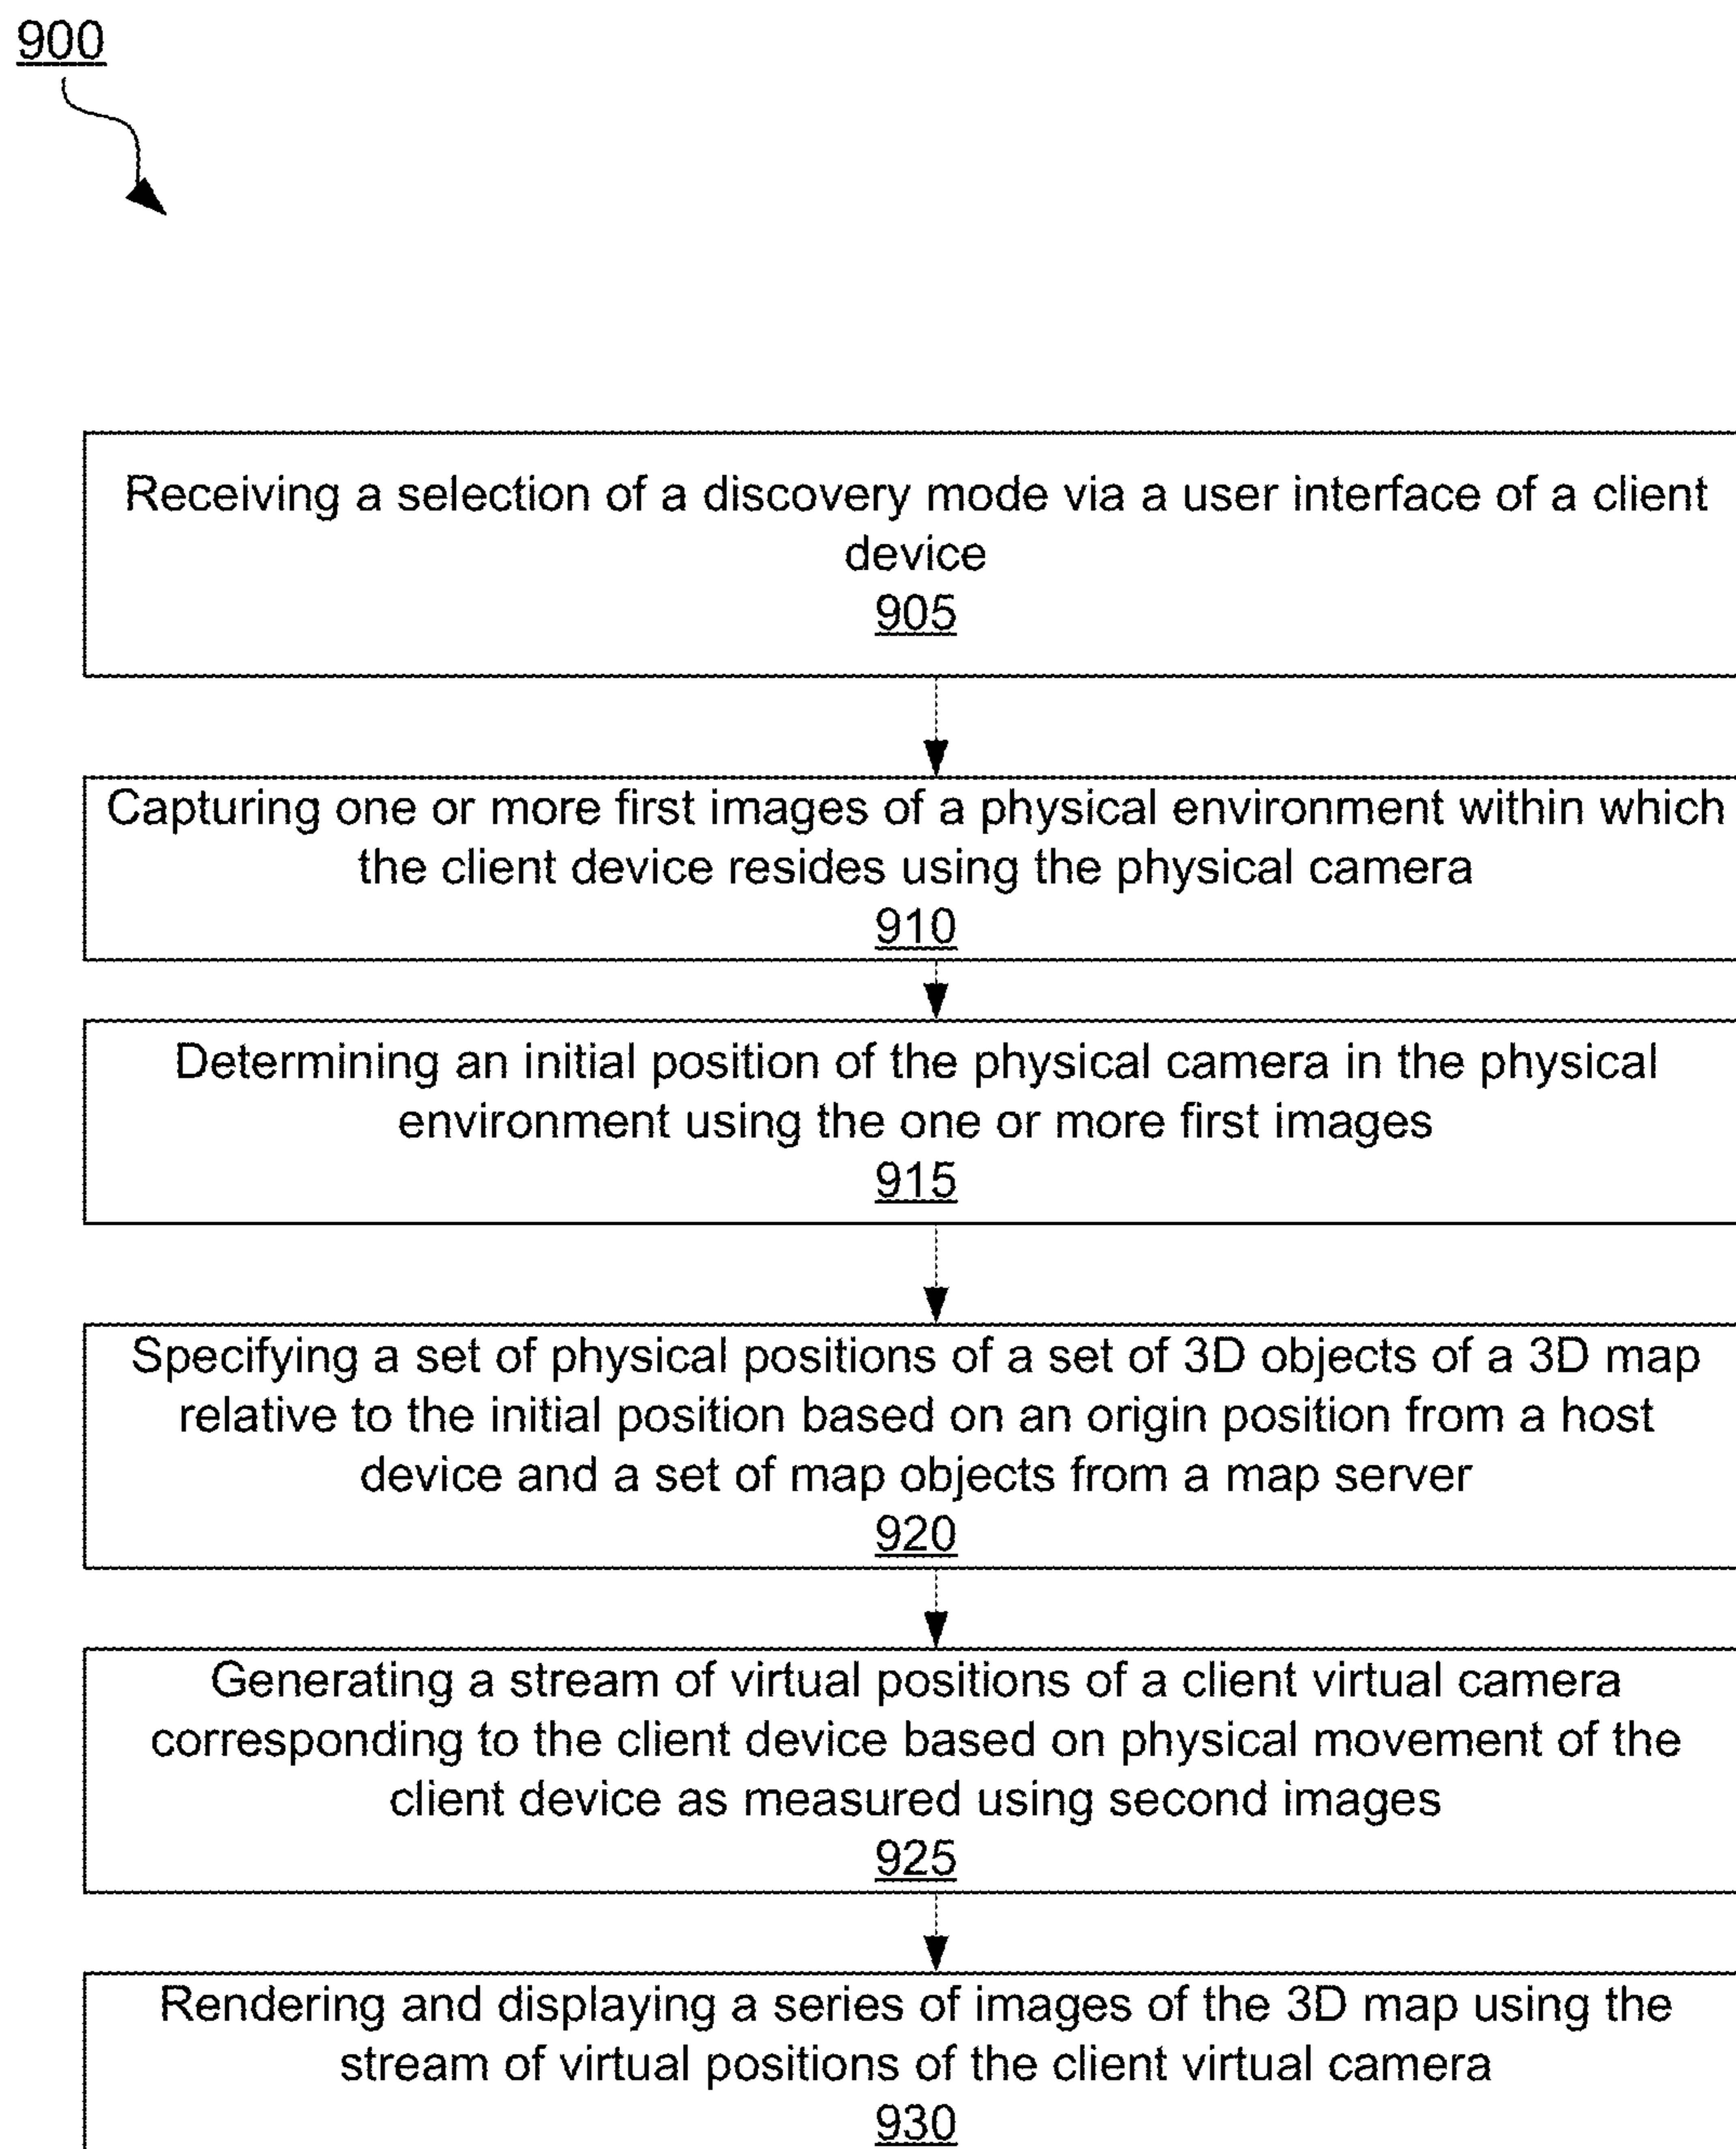 900
Receiving a selection of a discovery mode via a user interface of a client
device
905
Capturing one or more first images of a physical environment within which
the client device resides using the physical camera
910
Determining an initial position of the physical camera in the physical
environment using the one or more first images
915
Specifying a set of physical positions of a set of 3D objects of a 3D map
relative to the initial position based on an origin position from a host
device and a set of map objects from a map server
920
Generating a stream of virtual positions of a client virtual camera
corresponding to the client device based on physical movement of the
client device as measured using second images
925
Rendering and displaying a series of images of the 3D map using the
stream of virtual positions of the client virtual camera
930